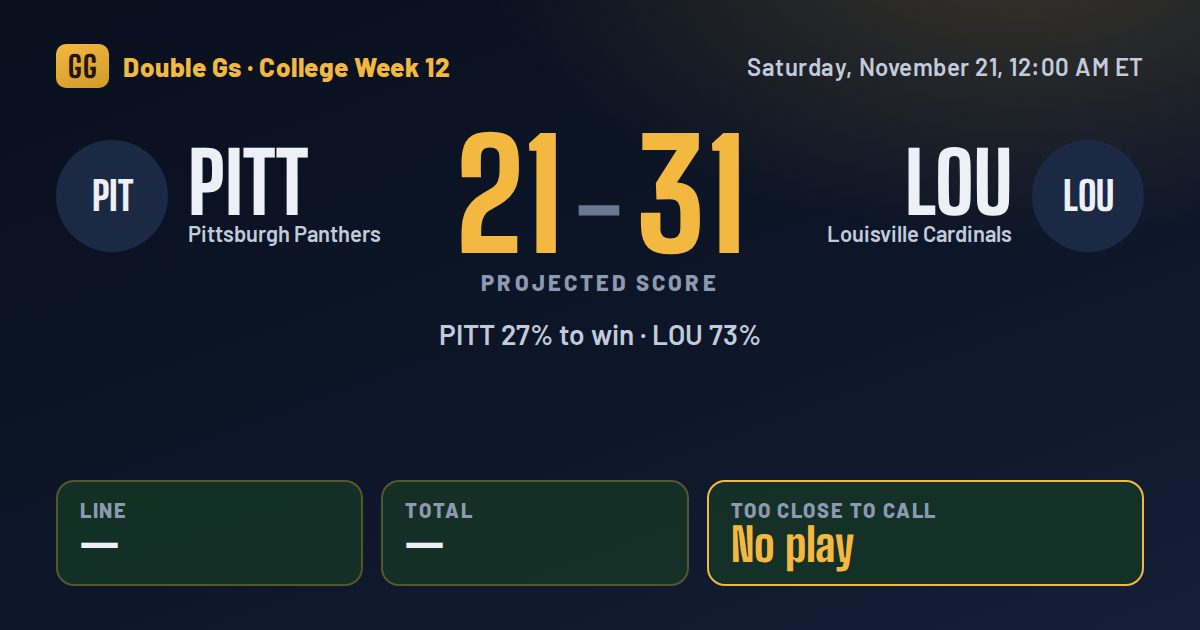 GG Double Gs · College Week 12
Saturday, November 21, 12:00 AM ET
PIT
PITT
Pittsburgh Panthers
21 – 31
PROJECTED SCORE
PITT 27% to win · LOU 73%
LOU
Louisville Cardinals
LOU
LINE
—
TOTAL
—
TOO CLOSE TO CALL
No play